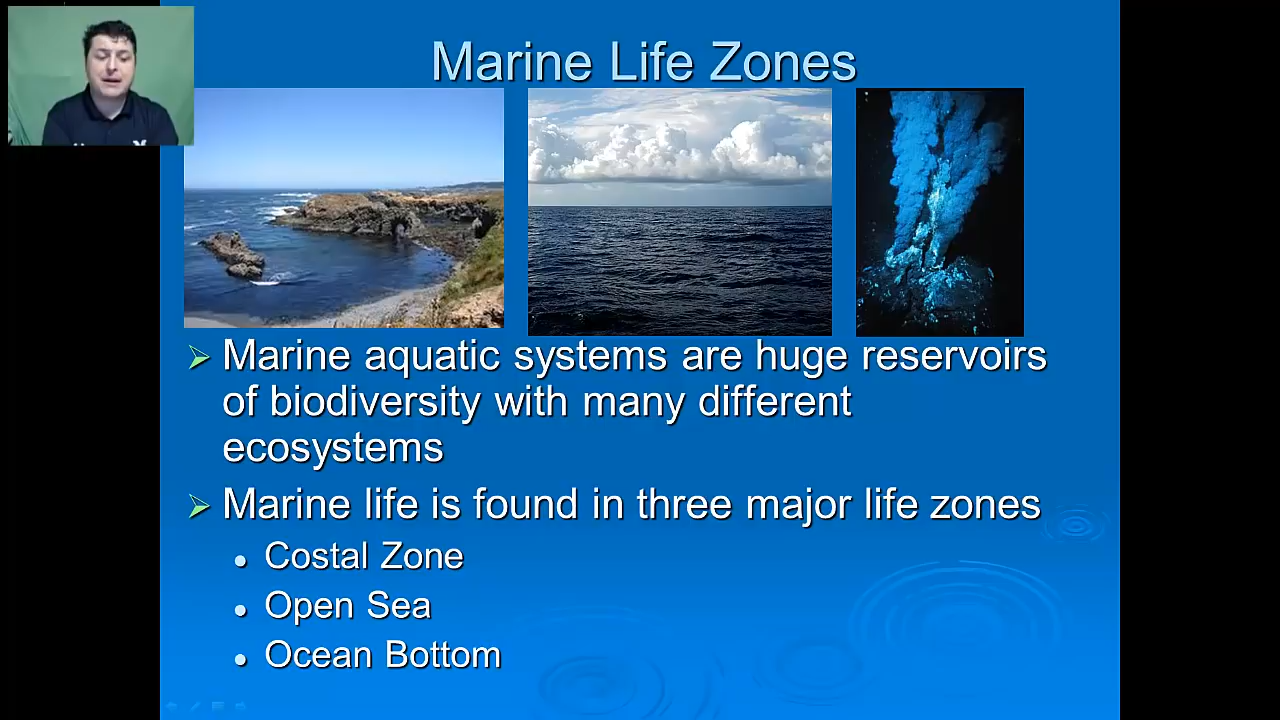 Marine Life Zones
Marine aquatic systems are huge reservoirs
of biodiversity with many different
ecosystems
Marine life is found in three major life zones
Costal Zone
Open Sea
Ocean Bottom